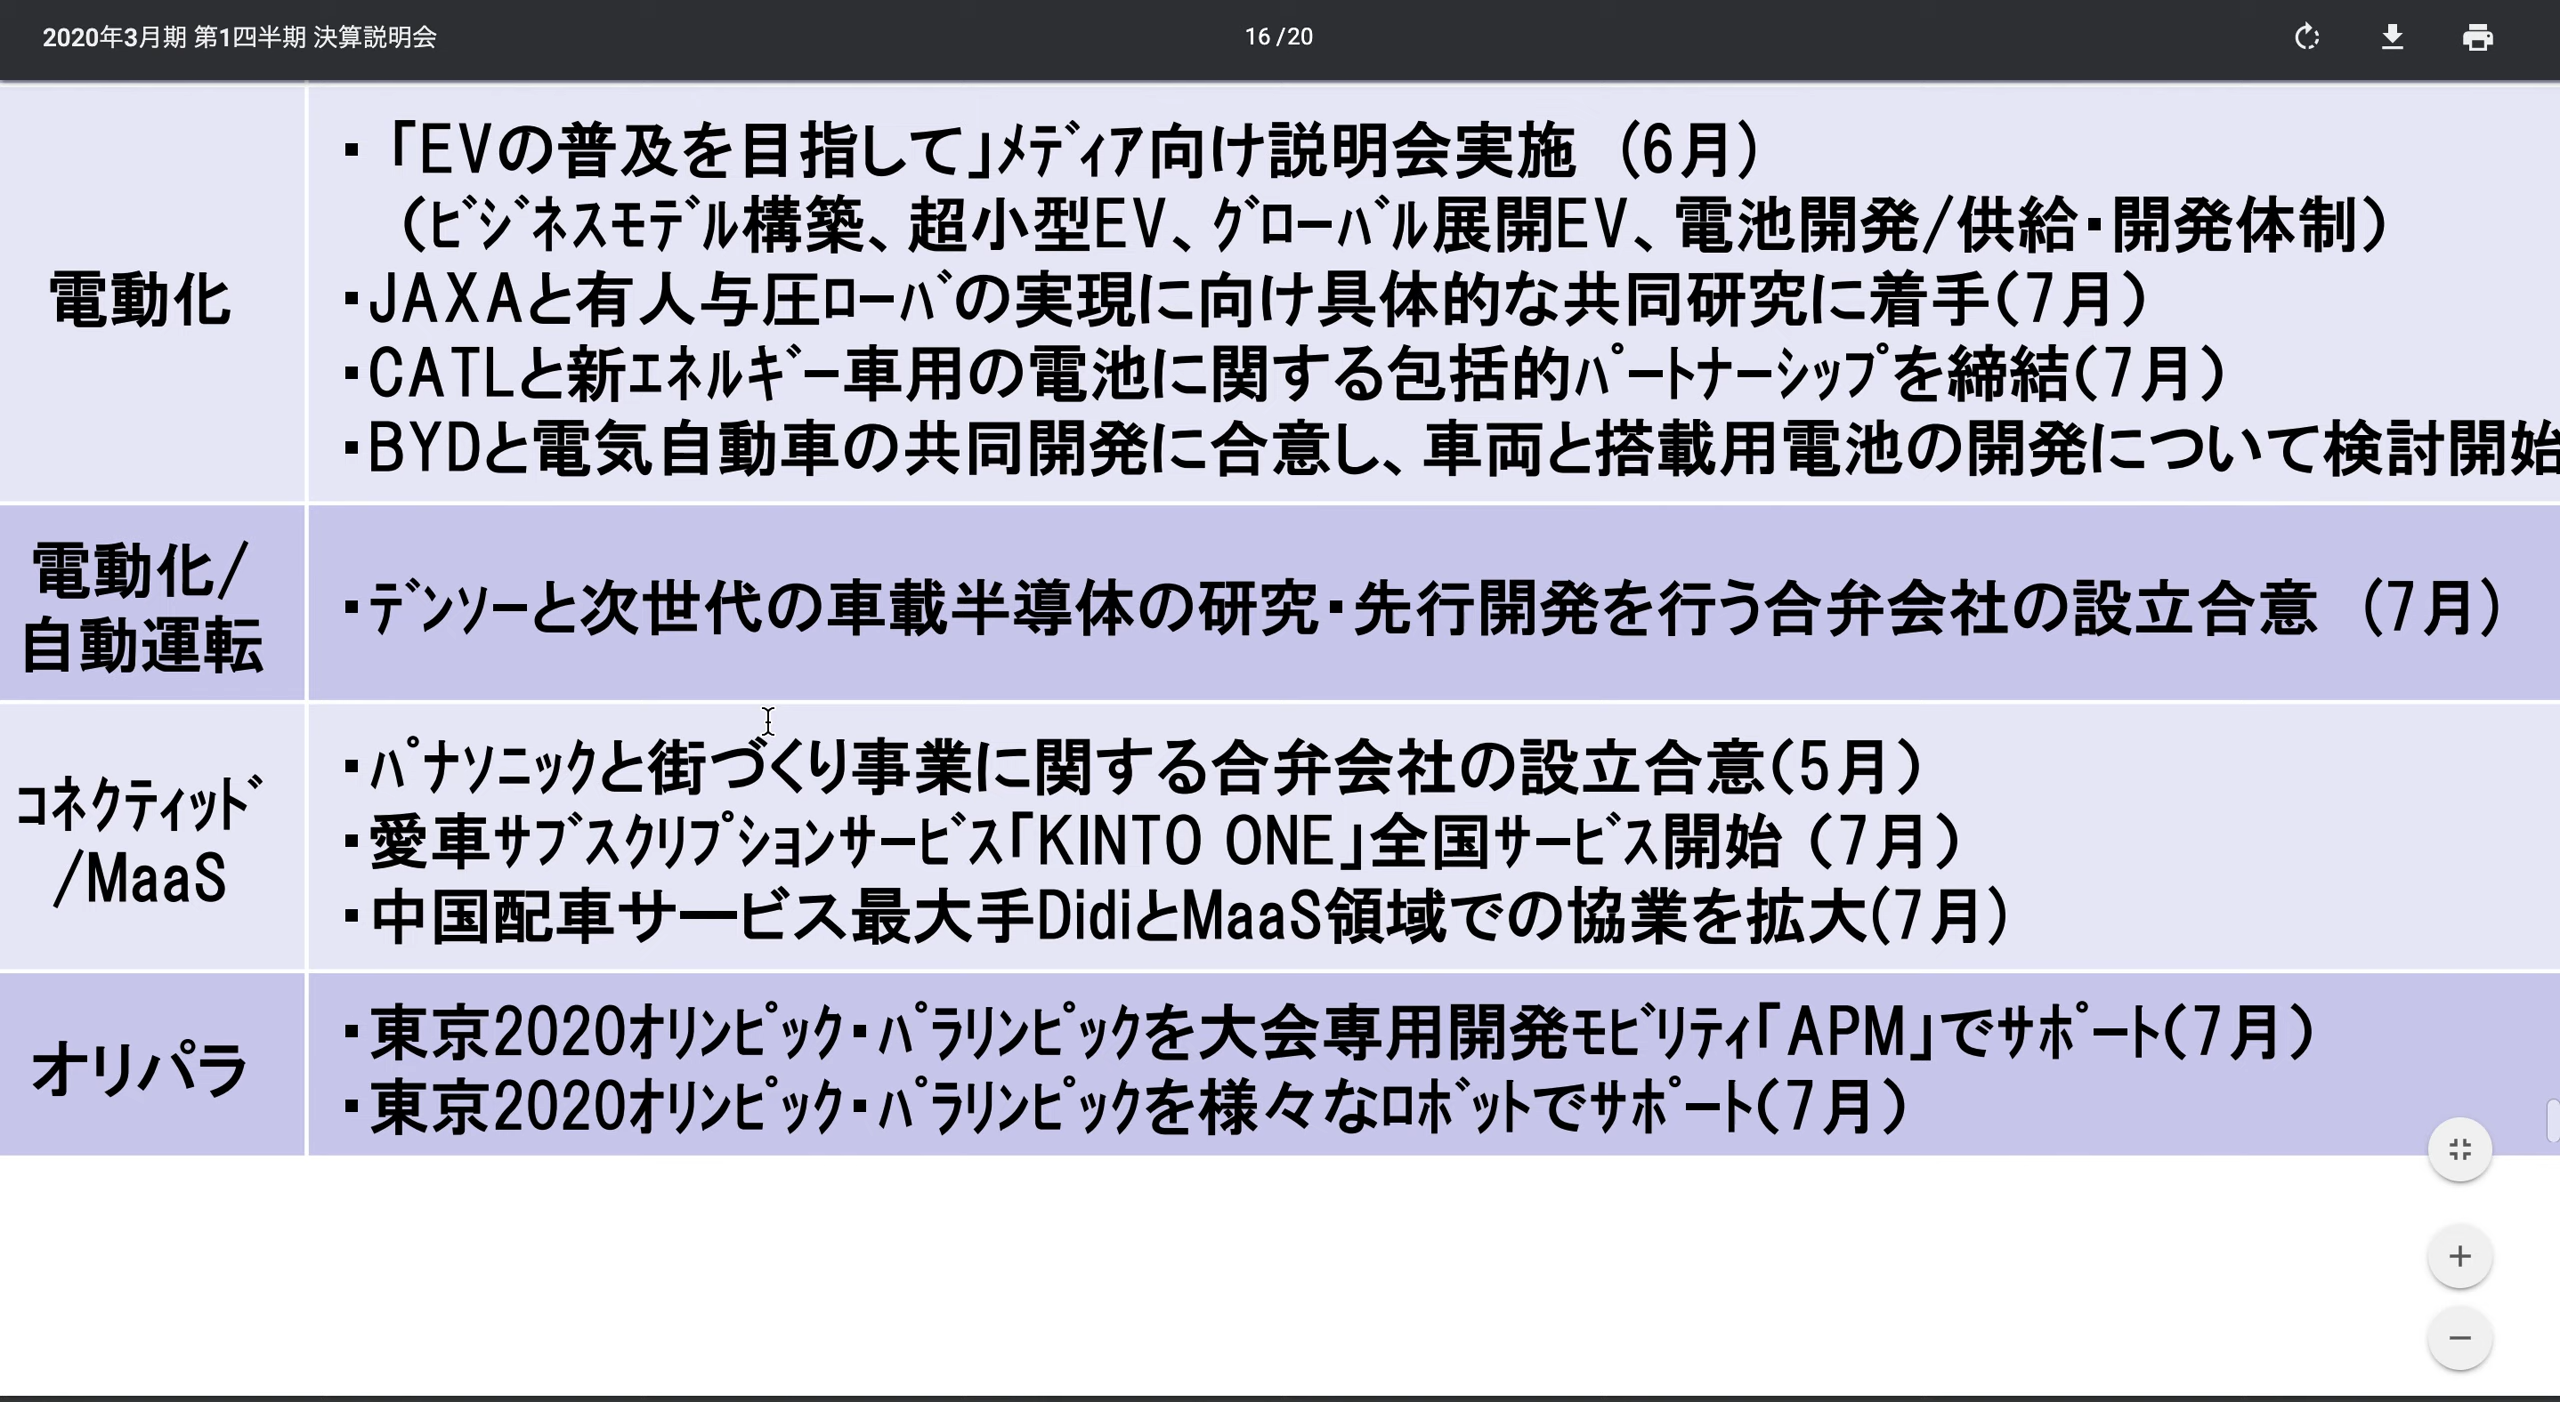 2020年3月期 第1四半期 決算説明会
16 /20
電動化
・「EVの普及を目指して」ﾒﾃﾞｨｱ向け説明会実施 (6月)
(ﾋﾞｼﾞﾈｽﾓﾃﾞﾙ構築、超小型EV、ｸﾞﾛｰﾊﾞﾙ展開EV、電池開発/供給・開発体制)
・JAXAと有人与圧ﾛｰﾊﾞの実現に向け具体的な共同研究に着手(7月)
・CATLと新ｴﾈﾙｷﾞｰ車用の電池に関する包括的ﾊﾟｰﾄﾅｰｼｯﾌﾟを締結(7月)
・BYDと電気自動車の共同開発に合意し、車両と搭載用電池の開発について検討開始
電動化/
自動運転
・ﾃﾞﾝｿｰと次世代の車載半導体の研究・先行開発を行う合弁会社の設立合意 (7月)
ｺﾈｸﾃｨｯﾄﾞ
/MaaS
・ﾊﾟﾅｿﾆｯｸと街づくり事業に関する合弁会社の設立合意(5月)
・愛車ｻﾌﾞｽｸﾘﾌﾟｼｮﾝｻｰﾋﾞｽ「KINTO ONE」全国ｻｰﾋﾞｽ開始 (7月)
・中国配車サービス最大手DidiとMaaS領域での協業を拡大(7月)
オリパラ
・東京2020ｵﾘﾝﾋﾟｯｸ・ﾊﾟﾗﾘﾝﾋﾟｯｸを大会専用開発ﾓﾋﾞﾘﾃｨ「APM」でｻﾎﾟｰﾄ(7月)
・東京2020ｵﾘﾝﾋﾟｯｸ・ﾊﾟﾗﾘﾝﾋﾟｯｸを様々なﾛﾎﾞｯﾄでｻﾎﾟｰﾄ(7月)